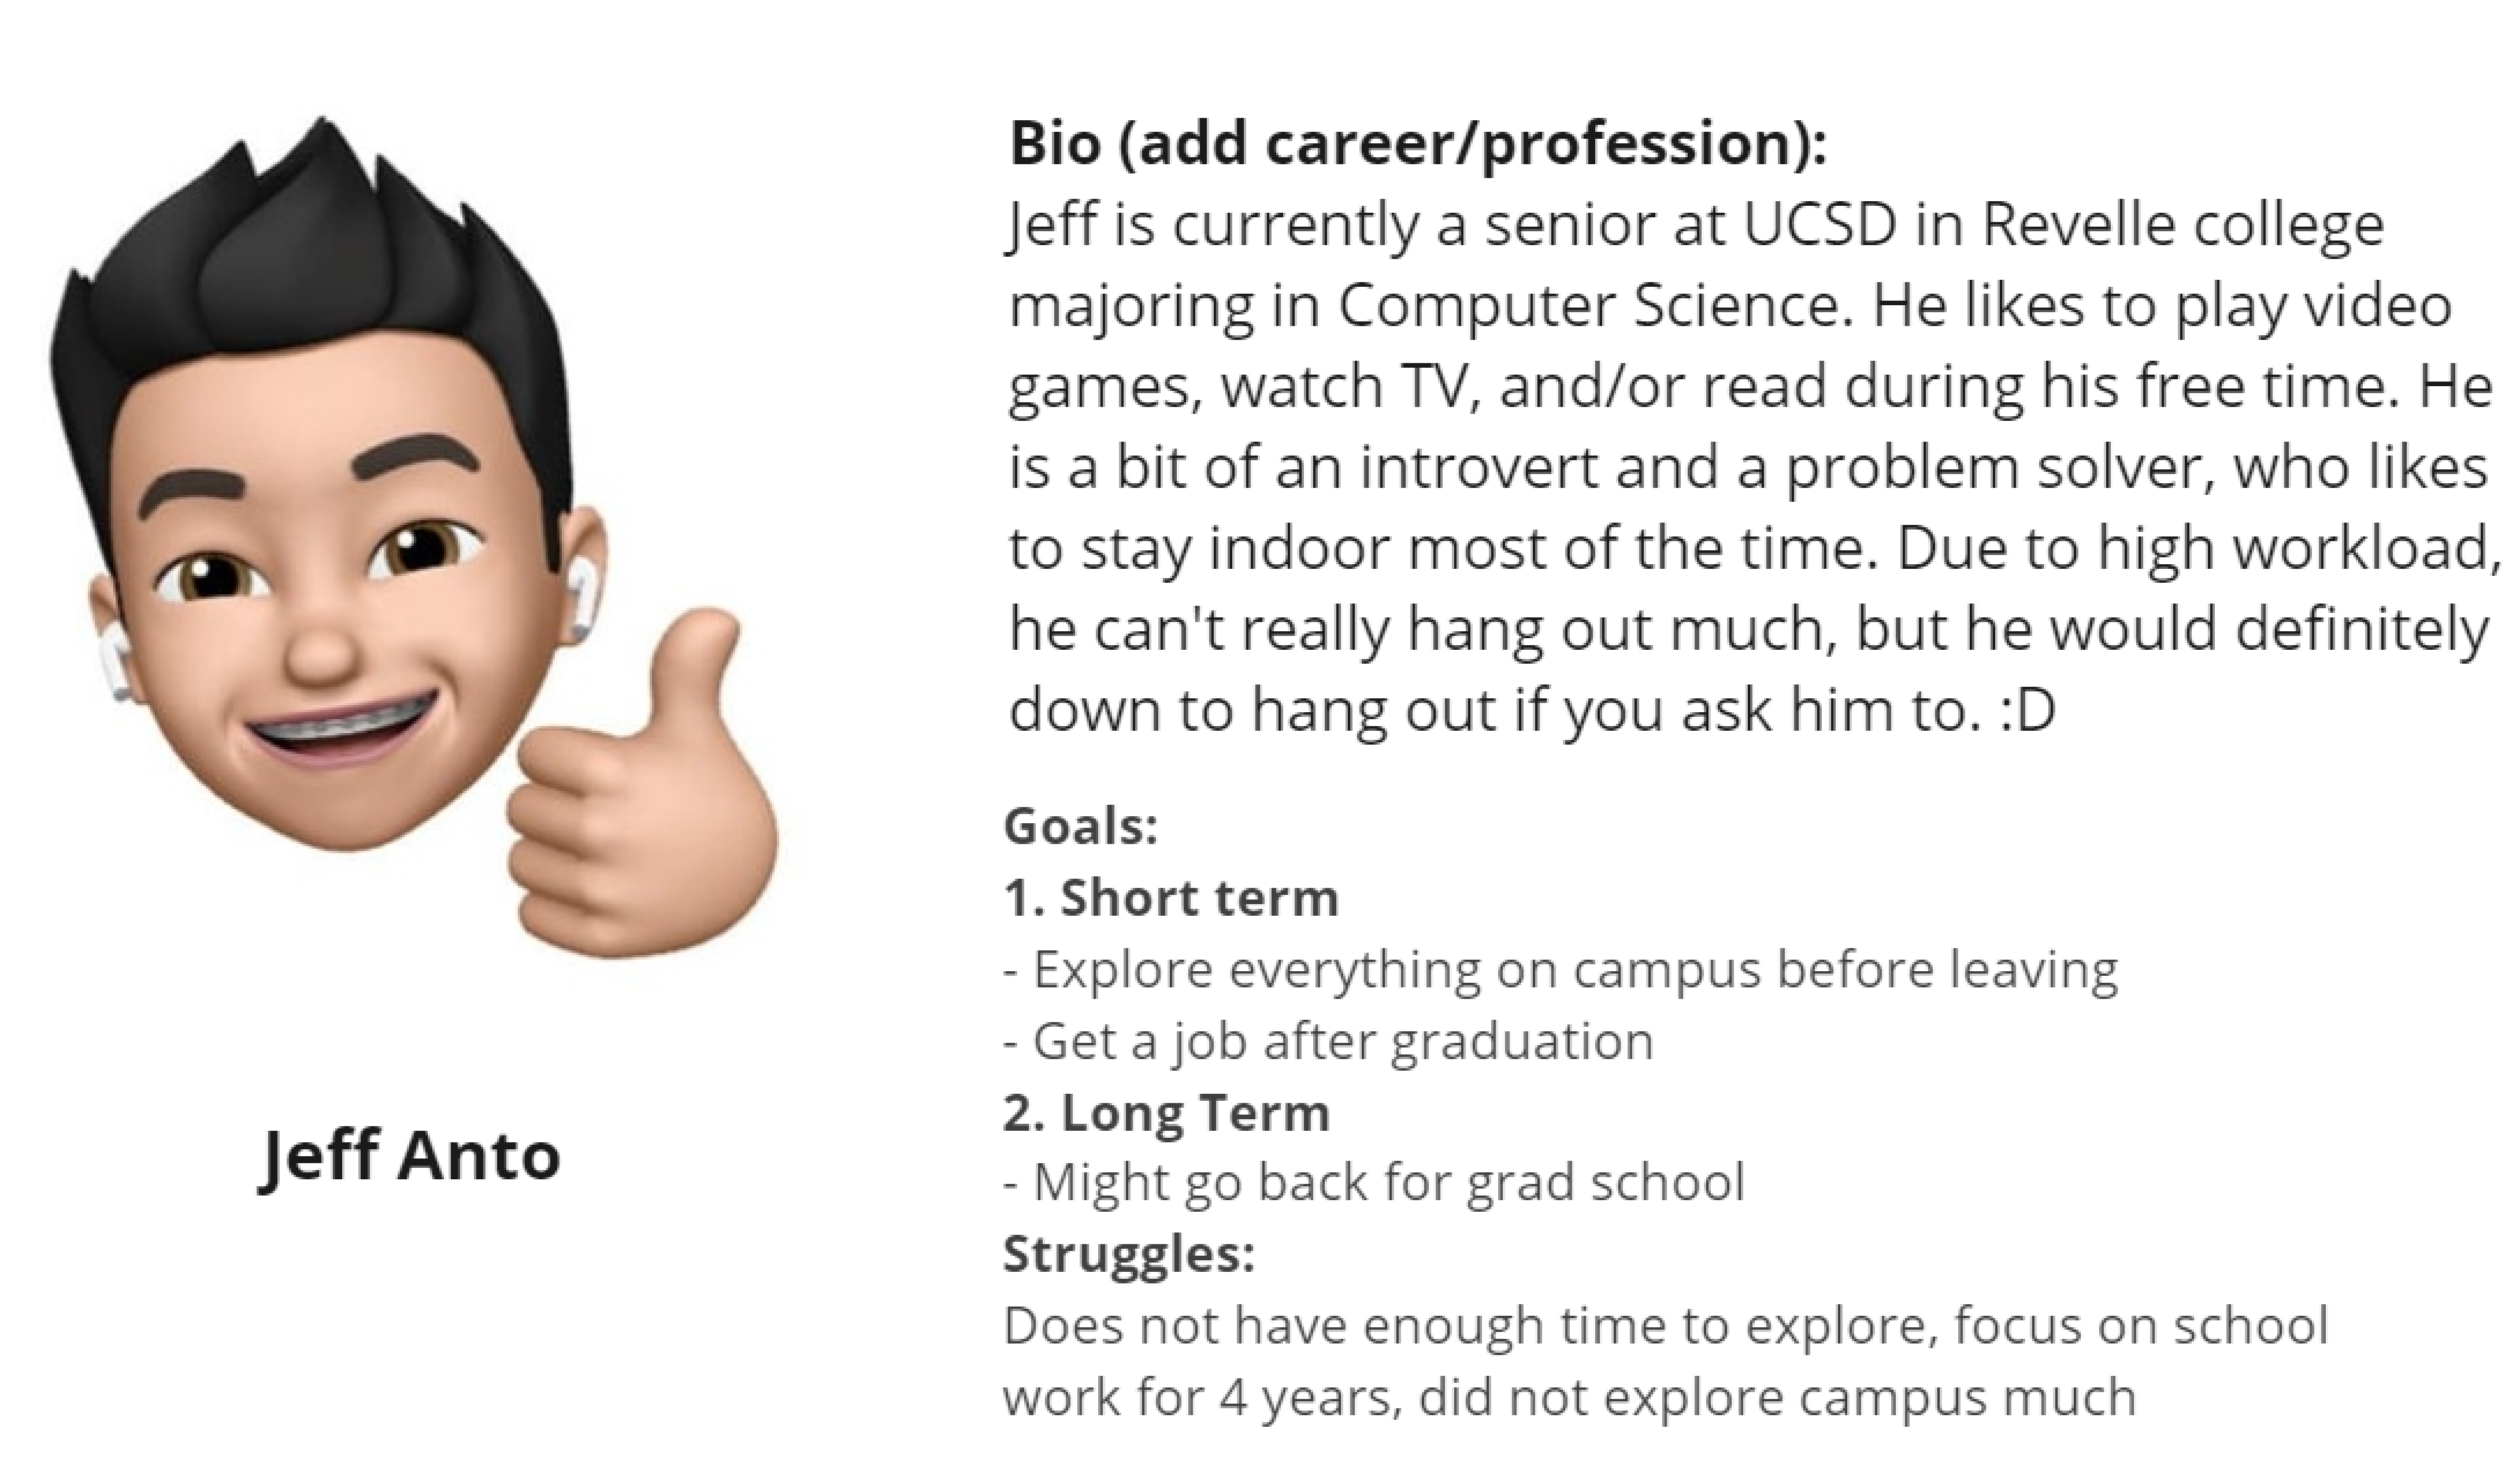 Bio (add career/profession):
Jeff is currently a senior at UCSD in Revelle college
majoring in Computer Science. He likes to play video
games, watch TV, and/or read during his free time. He
is a bit of an introvert and a problem solver, who likes
to stay indoor most of the time. Due to high workload,
he can't really hang out much, but he would definitely
down to hang out if you ask him to. :D
Goals:
1. Short term
- Explore everything on campus before leaving
- Get a job after graduation
2. Long Term
- Might go back for grad school
Struggles:
Does not have enough time to explore, focus on school
work for 4 years, did not explore campus much
Jeff Anto